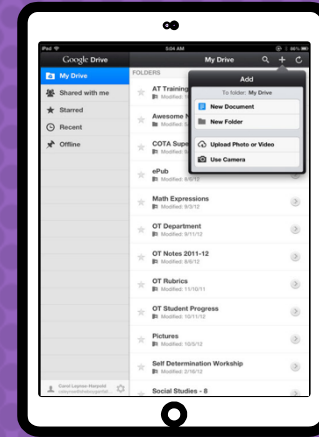 iPad
5:04 AM
86%
Google Drive
My Drive
My Drive
Shared with me
Starred
Recent
Offline
FOLDERS
AT Training
Modified:
Awesome
Modified:
COTA Supe
Modified:
ePub
Modified: 8/6/12
Math Expressions
Modified: 9/3/12
OT Department
Modified: 9/11/12
OT Notes 2011-12
Modified: 8/6/12
OT Rubrics
Modified: 11/10/11
OT Student Progress
Modified: 10/11/12
Pictures
Modified: 10/5/12
Self Determination Workship
Modified: 2/16/12
Social Studies - 8
Add
To folder: My Drive
New Document
New Folder
Upload Photo or Video
Use Camera